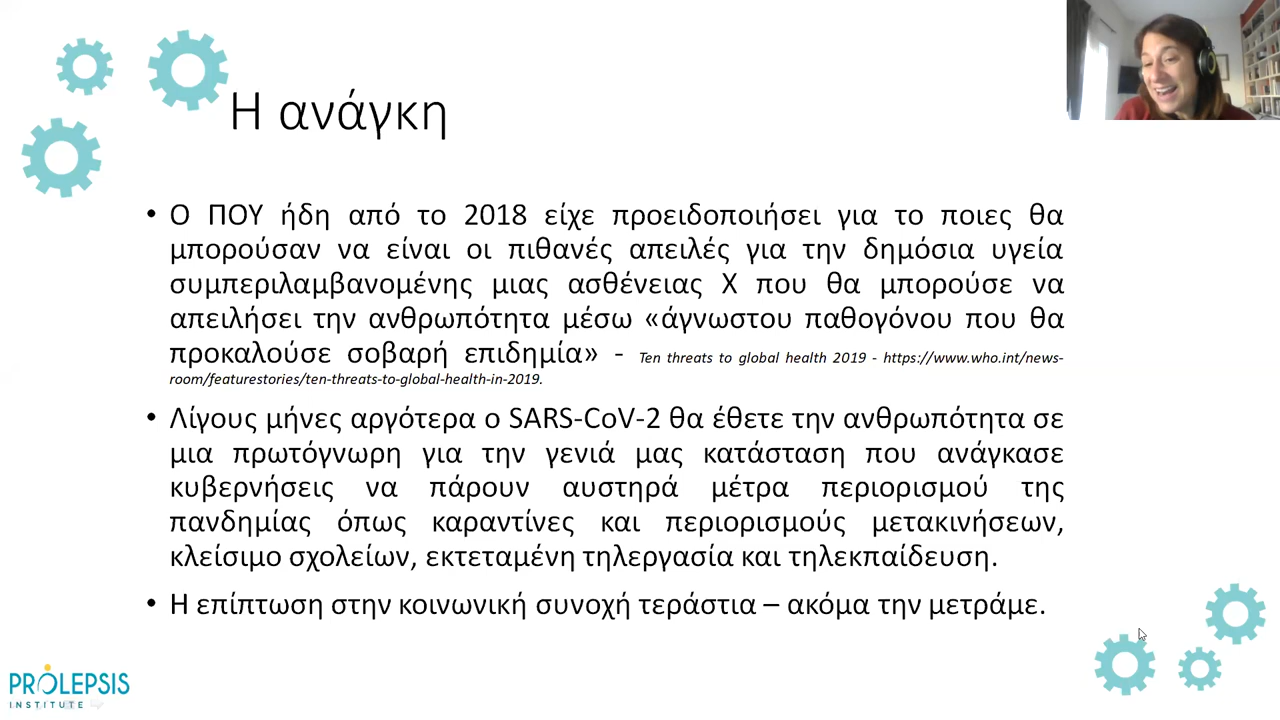 Η ανάγκη
• Ο ΠΟΥ ήδη από το 2018 είχε προειδοποιήσει για το ποιες θα
μπορούσαν να είναι οι πιθανές απειλές για την δημόσια υγεία
συμπεριλαμβανομένης μιας ασθένειας Χ που θα μπορούσε να
απειλήσει την ανθρωπότητα μέσω «άγνωστου παθογόνου που θα
προκαλούσε σοβαρή επιδημία» - Ten threats to global health 2019 - https://www.who.int/news-
room/featurestories/ten-threats-to-global-health-in-2019.
• Λίγους μήνες αργότερα ο SARS-CoV-2 θα έθετε την ανθρωπότητα σε
μια πρωτόγνωρη για την γενιά μας κατάσταση που ανάγκασε
κυβερνήσεις να πάρουν αυστηρά μέτρα περιορισμού της
πανδημίας όπως καραντίνες και περιορισμούς μετακινήσεων,
κλείσιμο σχολείων, εκτεταμένη τηλεργασία και τηλεκπαίδευση.
• Η επίπτωση στην κοινωνική συνοχή τεράστια – ακόμα την μετράμε.
PROLEPSIS
INSTITUTE